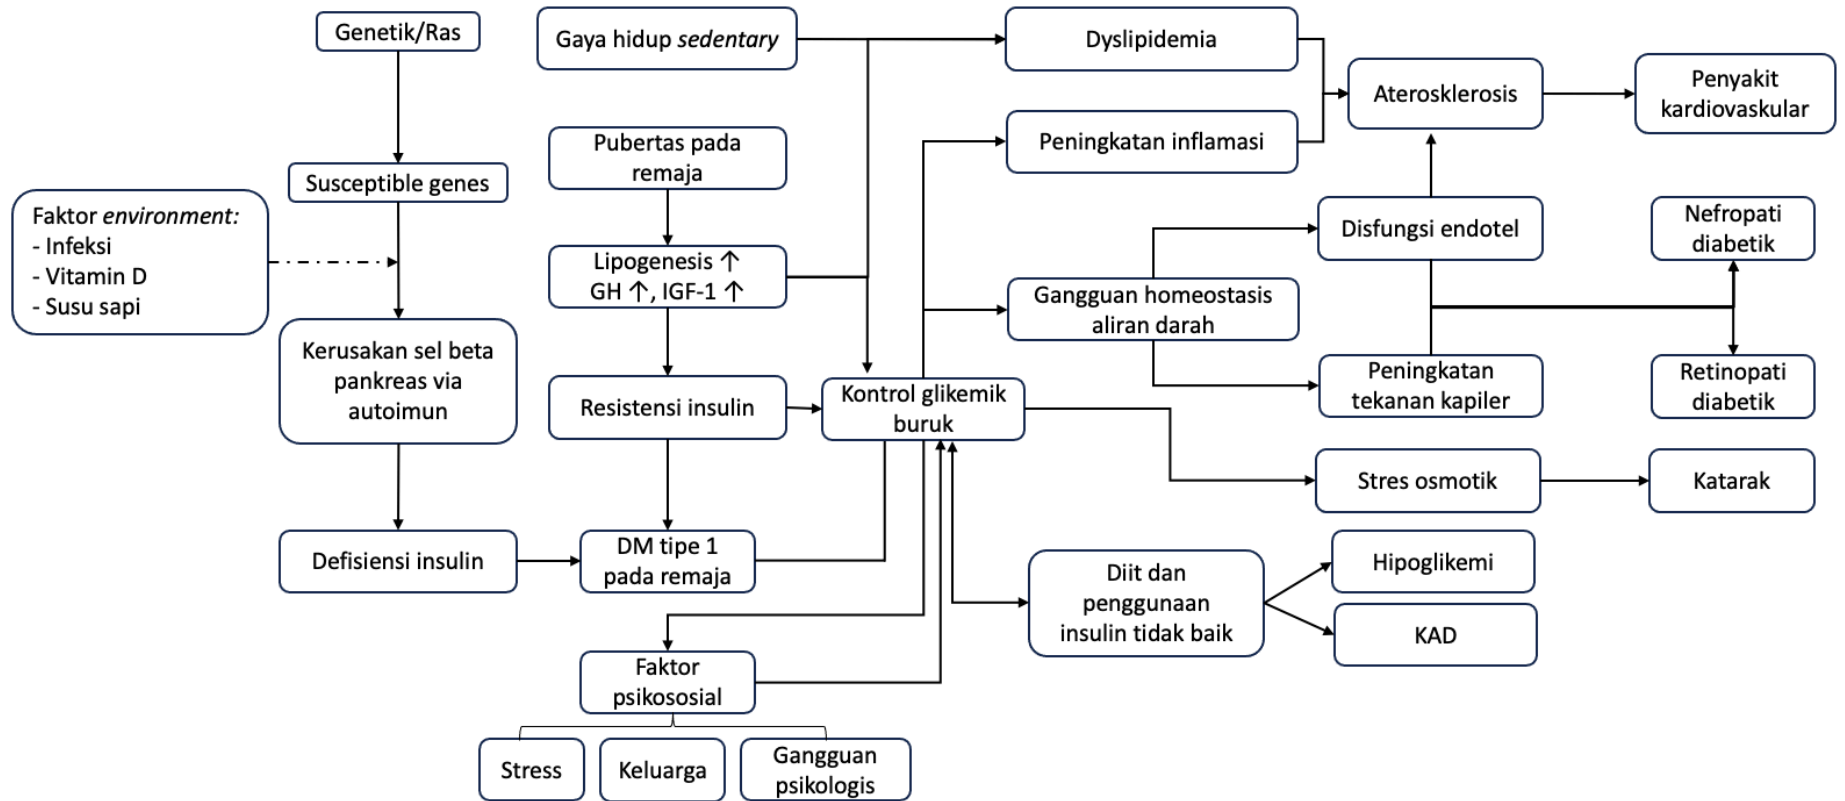 Genetik/Ras
Gaya hidup sedentary
Dyslipidemia
Aterosklerosis
Penyakit
kardiovaskular
Pubertas pada
remaja
Peningkatan inflamasi
Susceptible genes
Faktor environment:
- Infeksi
- Vitamin D
- Susu sapi
Lipogenesis ↑
GH ↑, IGF-1 ↑
Disfungsi endotel
Nefropati
diabetik
Gangguan homeostasis
aliran darah
Kerusakan sel beta
pankreas via
autoimun
Resistensi insulin
Kontrol glikemik
buruk
Peningkatan
tekanan kapiler
Retinopati
diabetik
Stres osmotik
Katarak
Defisiensi insulin
DM tipe 1
pada remaja
Diit dan
penggunaan
insulin tidak baik
Hipoglikemi
KAD
Faktor
psikososial
Stress
Keluarga
Gangguan
psikologis